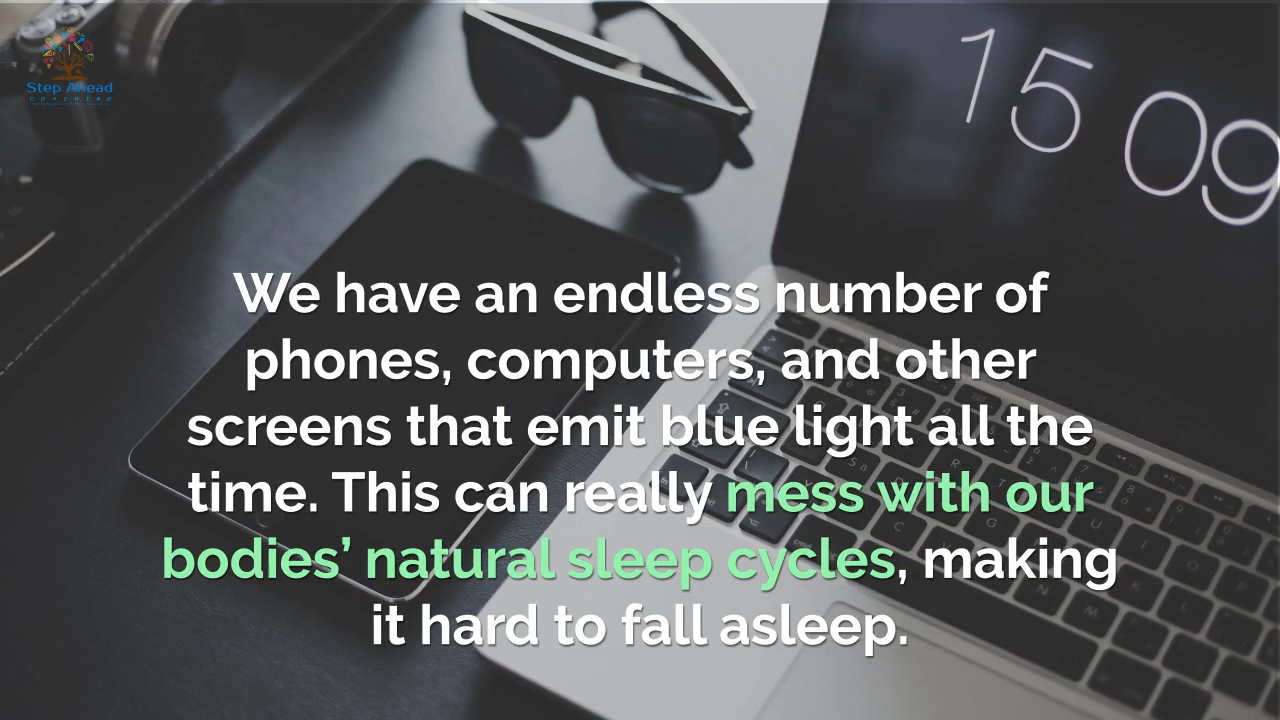 Step Ahead
COACHING
15 09
We have an endless number of
phones, computers, and other
screens that emit blue light all the
time. This can really mess with our
bodies’ natural sleep cycles, making
it hard to fall asleep.